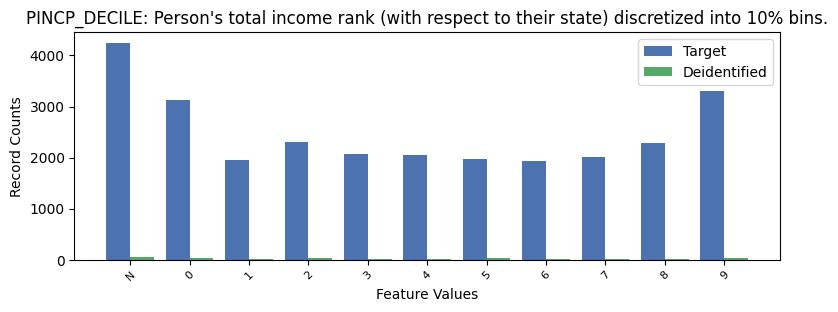 PINCP_DECILE: Person's total income rank (with respect to their state) discretized into 10% bins.
Target
Deidentified
Record Counts
4000
3000
2000
1000
0
N 0 1 2 3 4 5 6 7 8 9
Feature Values